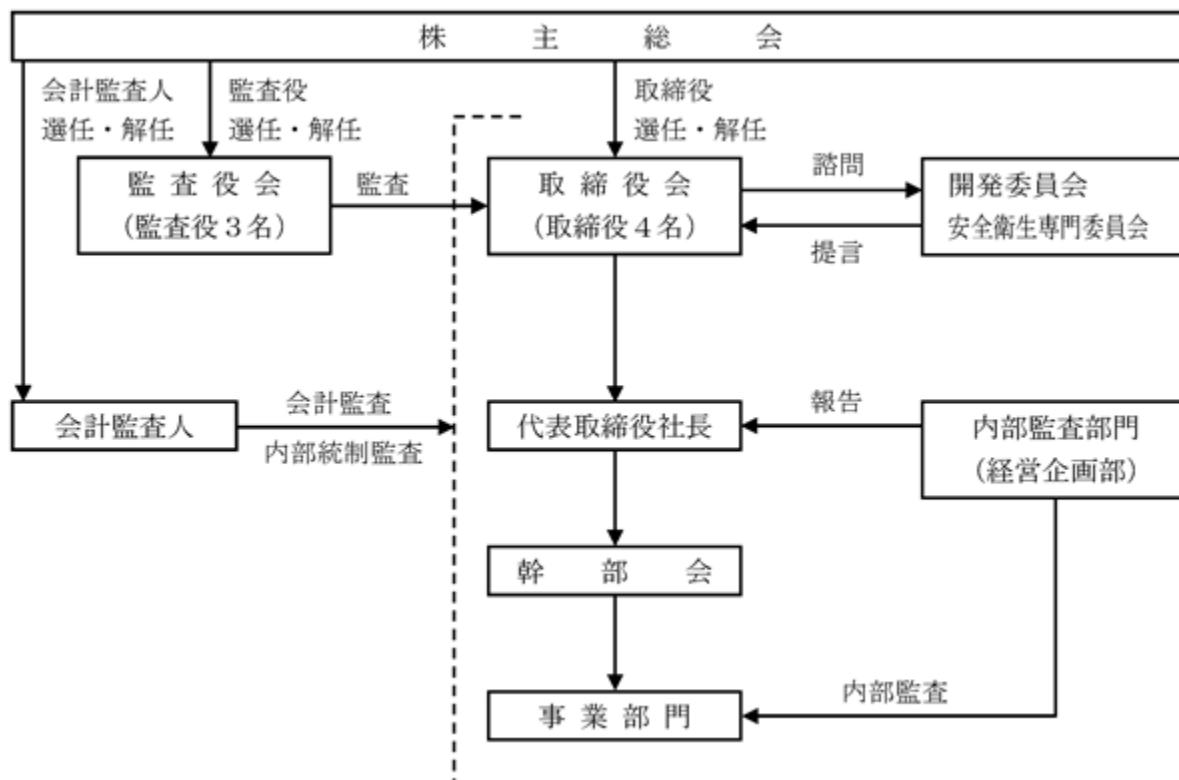 株主総会
会計監査人
選任・解任
監査役
選任・解任
取締役
選任・解任
監査役会
(監査役3名)
監査
取締役会
(取締役4名)
諮問
提言
開発委員会
安全衛生専門委員会
会計監査人
会計監査
内部統制監査
代表取締役社長
報告
内部監査部門
(経営企画部)
幹部会
事業部門
内部監査